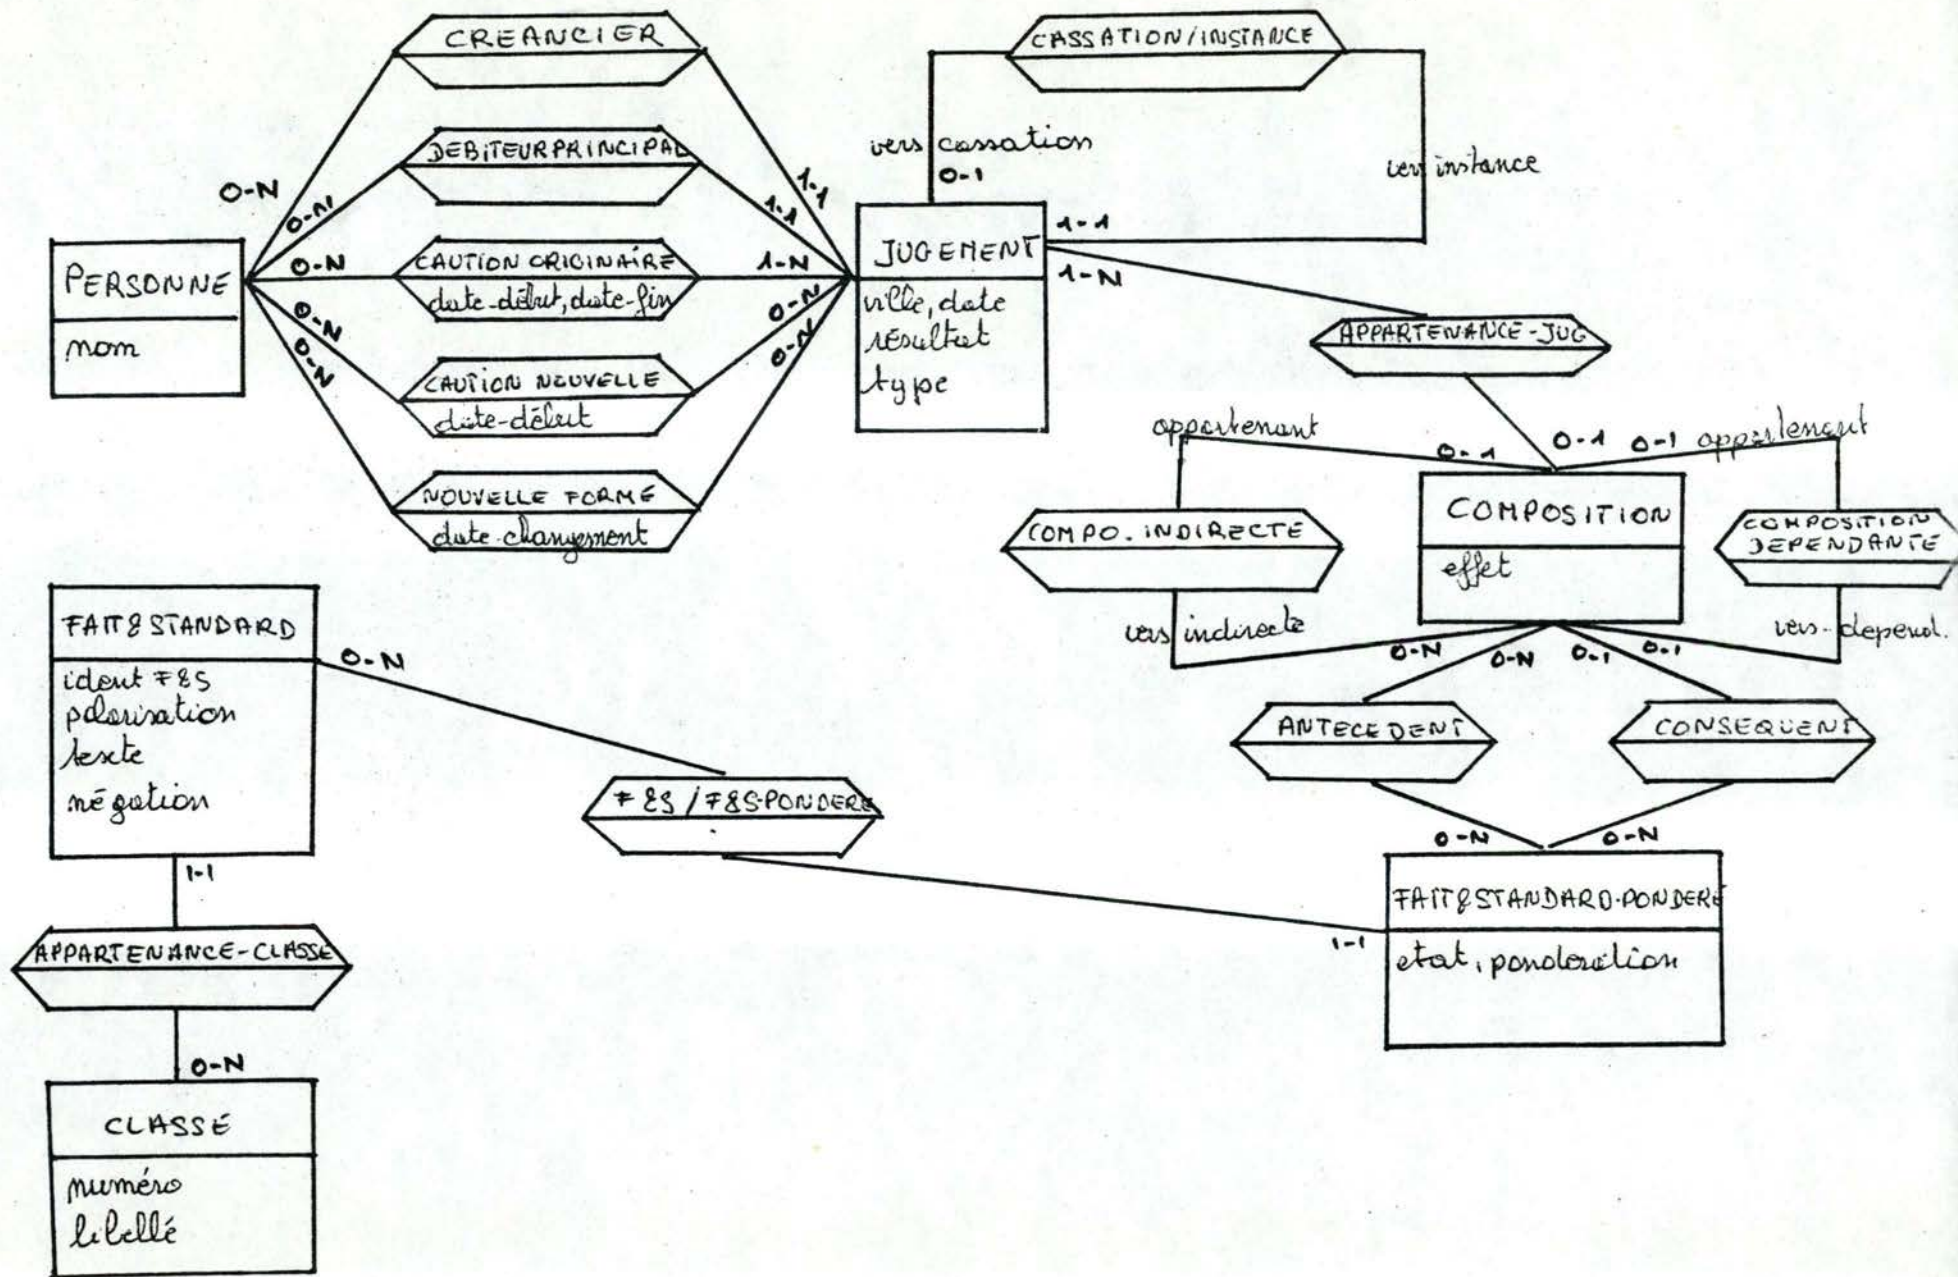 CREANCIER
CASSATION/INSTANCE
DEBITEUR PRINCIPAL
vers cassation
0-1
vers instance
0-N
0-N
1-1
1-1
PERSONNE
nom
0-N
CAUTION ORIGINAIRE
date-début, date-fin
1-N
JUGEMENT
ville, date
résultat
type
1-1
1-N
0-N
0-N
0-N
0-N
CAUTION NOUVELLE
date-début
APPARTENANCE-JUG
NOUVELLE FORME
date-changement
appartenant
0-1
0-1
0-1
appartenant
COMPO. INDIRECTE
COMPOSITION
effet
COMPOSITION
DEPENDANTE
vers indirecte
vers-depend.
0-N
0-N
0-1
0-1
FAIT&STANDARD
ident F&S
polarisation
texte
négation
0-N
ANTECEDENT
CONSEQUENT
F&S/F&S-PONDERE
0-N
0-N
1-1
FAIT&STANDARD-PONDERE
etat, ponderation
1-1
APPARTENANCE-CLASSE
0-N
CLASSE
numéro
libellé